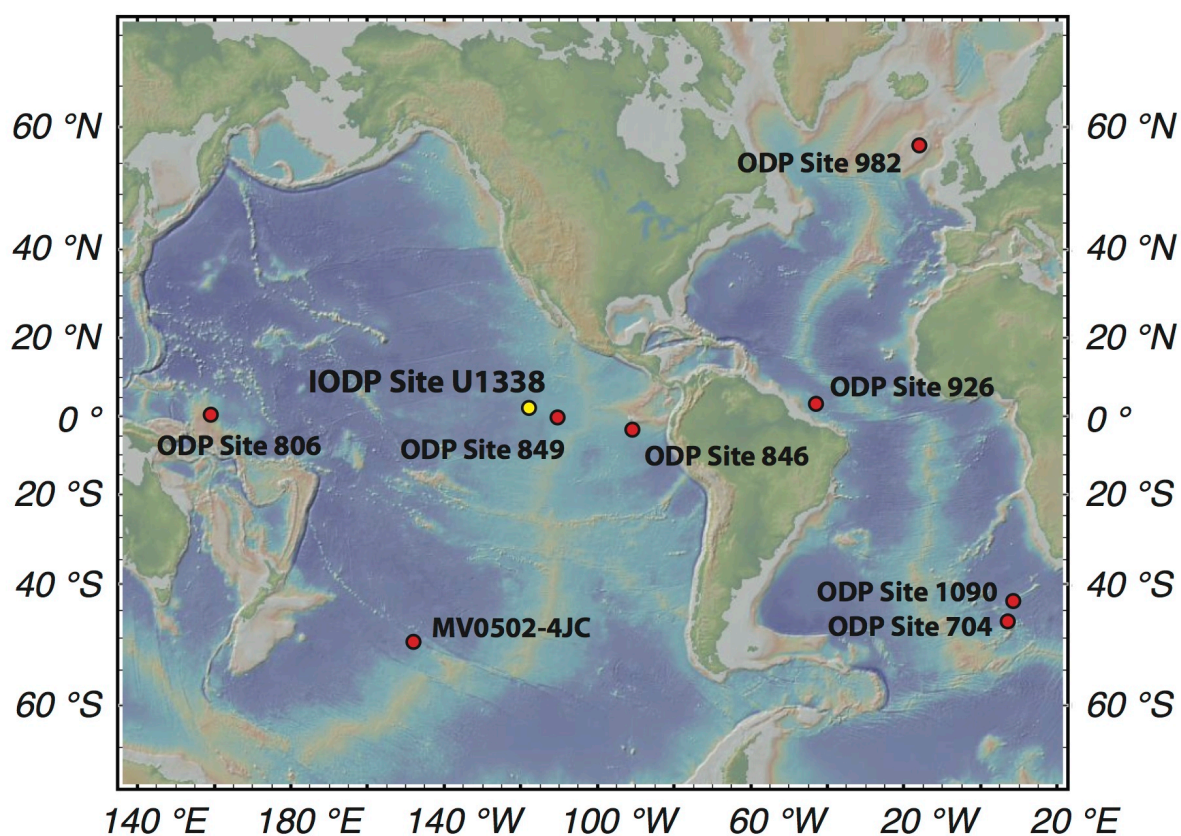 60 °N
60 °N
ODP Site 982
40 °N
40 °N
20 °N
20 °N
IODP Site U1338
ODP Site 926
0 °
0 °
ODP Site 806
ODP Site 849
ODP Site 846
20 °S
20 °S
40 °S
40 °S
ODP Site 1090
ODP Site 704
MV0502-4JC
60 °S
60 °S
140 °E
180 °E
140 °W
100 °W
60 °W
20 °W
20 °E